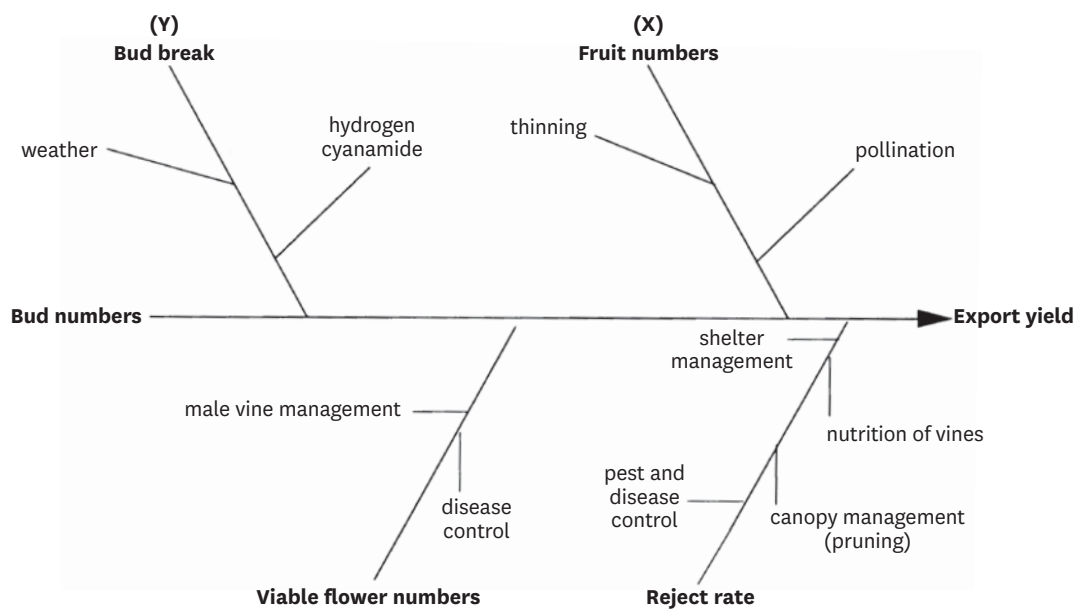 (Y)
Bud break
(X)
Fruit numbers
weather
hydrogen
cyanamide
thinning
pollination
Bud numbers
Export yield
shelter
management
male vine management
nutrition of vines
disease
control
pest and
disease
control
canopy management
(pruning)
Viable flower numbers
Reject rate